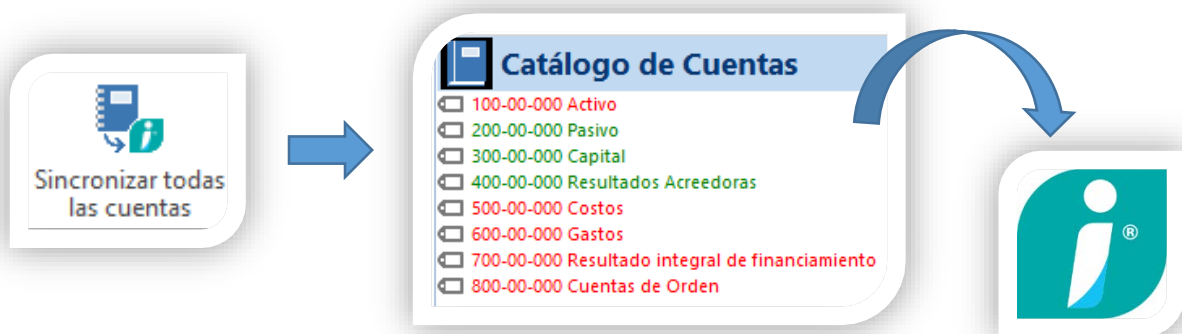 Sincronizar todas
las cuentas
Catálogo de Cuentas
100-00-000 Activo
200-00-000 Pasivo
300-00-000 Capital
400-00-000 Resultados Acreedoras
500-00-000 Costos
600-00-000 Gastos
700-00-000 Resultado integral de financiamiento
800-00-000 Cuentas de Orden
i®